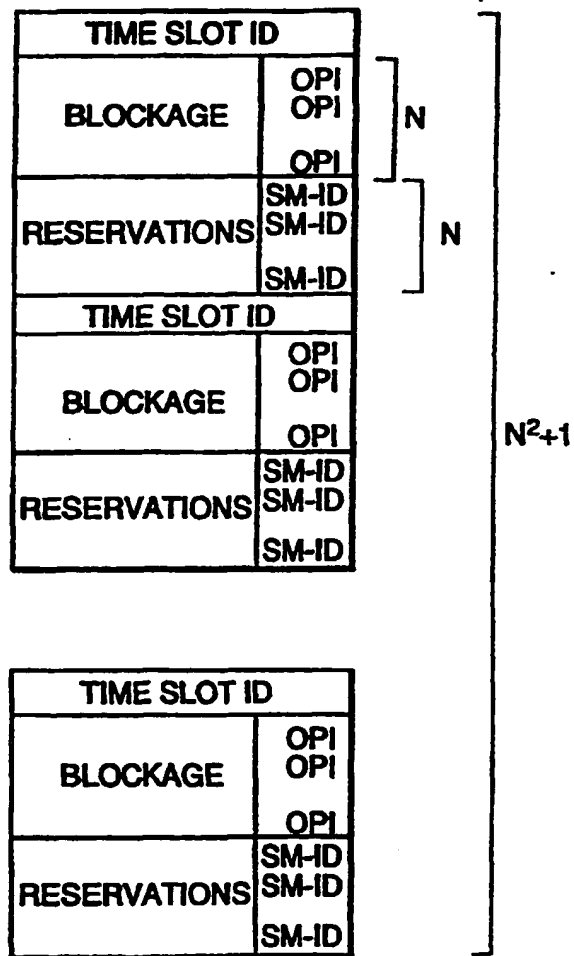 TIME SLOT ID
OPI
OPI
BLOCKAGE
N
OPI
SM-ID
SM-ID
RESERVATIONS
N
SM-ID
TIME SLOT ID
OPI
OPI
BLOCKAGE
OPI
N²+1
SM-ID
RESERVATIONS SM-ID
SM-ID
TIME SLOT ID
OPI
BLOCKAGE OPI
OPI
SM-ID
RESERVATIONS SM-ID
SM-ID